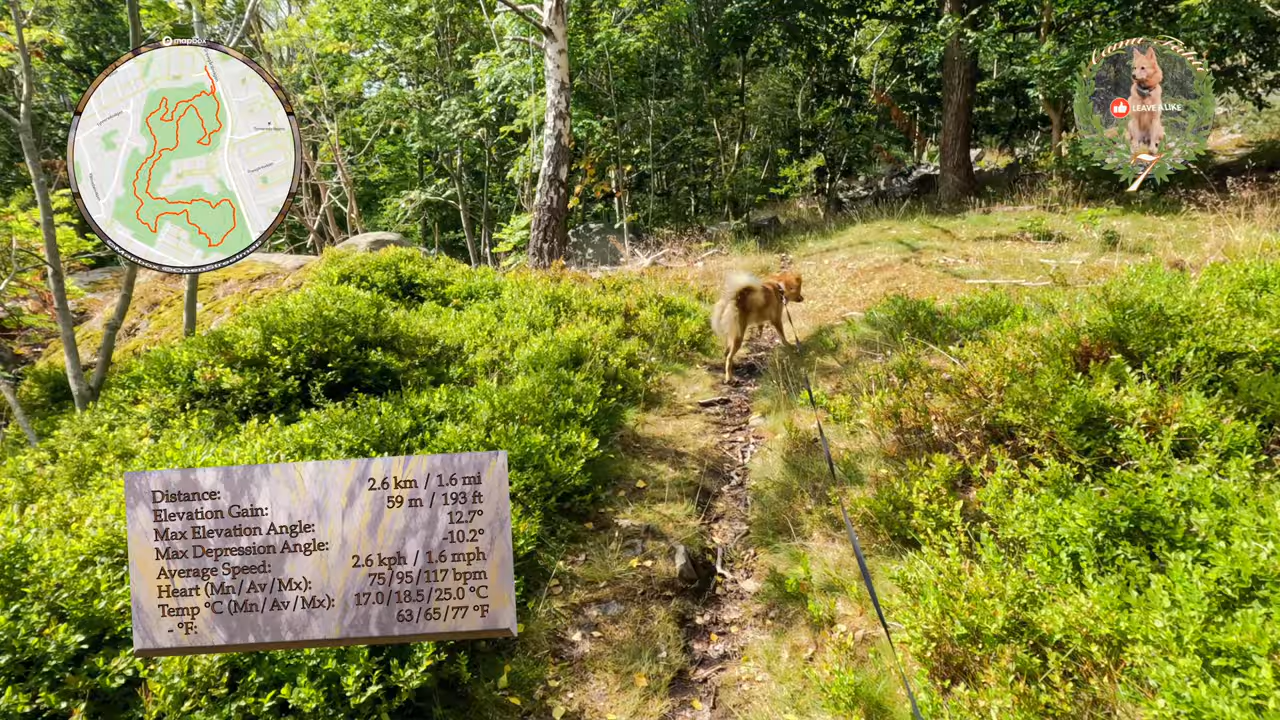 mapbox
©Mapbox ©OpenStreetMap
LEAVE A LIKE
Distance: 2.6 km / 1.6 mi
Elevation Gain: 59 m / 193 ft
Max Elevation Angle: 12.7°
Max Depression Angle: -10.2°
Average Speed: 2.6 kph / 1.6 mph
Heart (Mn/Av/Mx): 75/95/117 bpm
Temp °C (Mn/Av/Mx): 17.0/18.5/25.0 °C
- °F: 63/65/77 °F